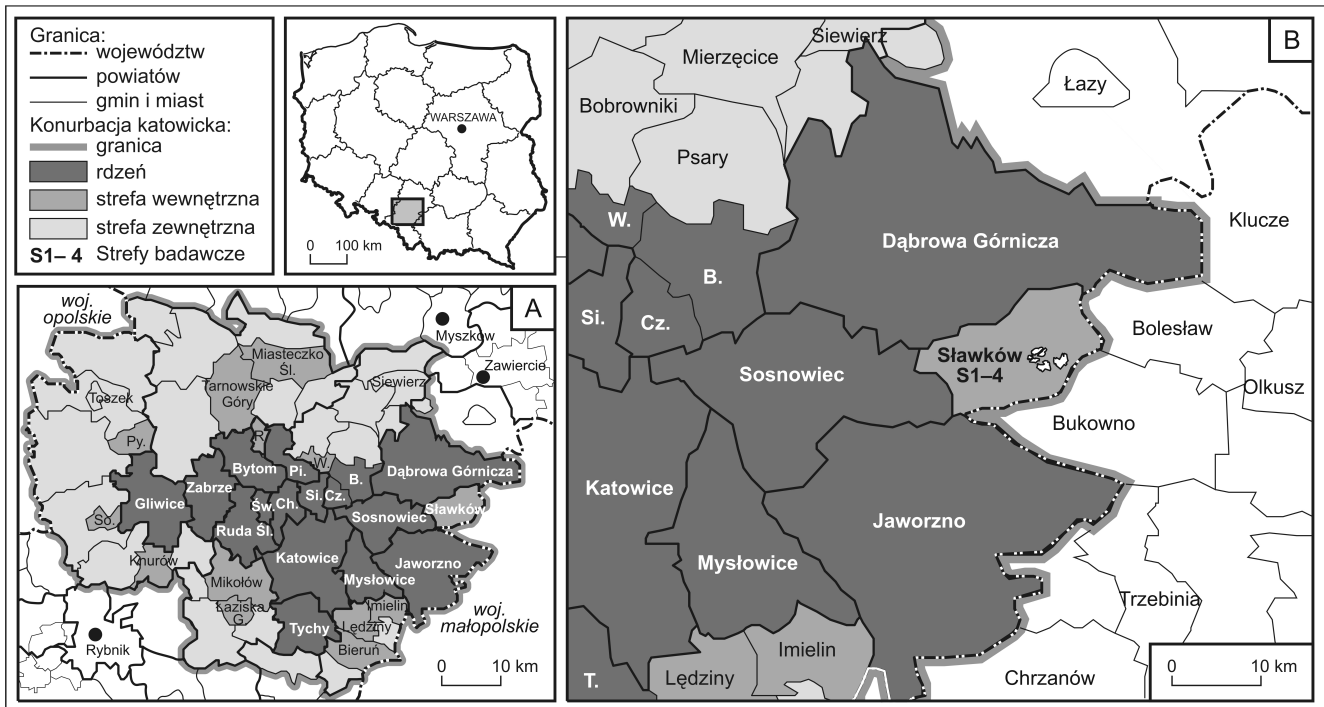 Granica:
województw
powiatów
gmin i miast
Konurbacja katowicka:
granica
rdzeń
strefa wewnętrzna
strefa zewnętrzna
S1– 4 Strefy badawcze
WARSZAWA
0 100 km
A
woj.
opolskie
Myszków
Zawiercie
Miasteczko
Śl.
Siewierz
Tarnowskie
Góry
Toszek
Py.
R.
W.
Bytom
Pi.
B.
Dąbrowa Górnicza
Zabrze
Si.
Cz.
Gliwice
Św.
Ch.
Sławków
So.
Ruda Śl.
Sosnowiec
Knurów
Katowice
Jaworzno
Mikołów
Mysłowice
Łaziska
G.
Imielin
woj.
małopolskie
Tychy
Lędziny
Bieruń
Rybnik
0 10 km
B
Siewierz
Mierzęcice
Łazy
Bobrowniki
Psary
W.
Klucze
Dąbrowa Górnicza
B.
Si.
Cz.
Bolesław
Sławków
S1–4
Sosnowiec
Olkusz
Bukowno
Katowice
Jaworzno
Mysłowice
Trzebinia
Imielin
Lędziny
T.
Chrzanów
0 10 km